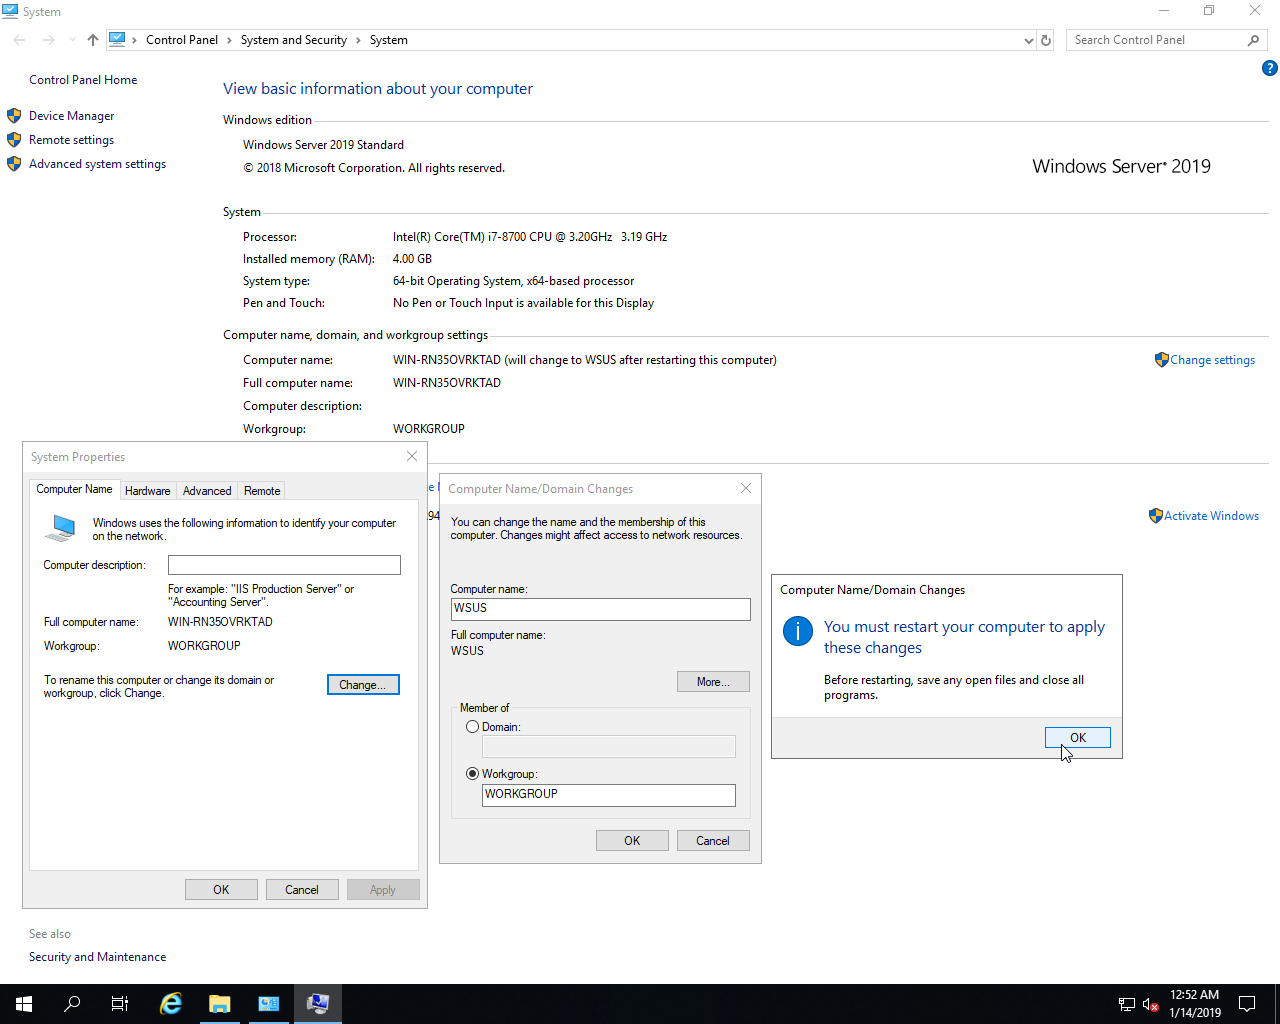 System
Control Panel
System and Security
System
Search Control Panel
Control Panel Home
Device Manager
Remote settings
Advanced system settings
View basic information about your computer
Windows edition
Windows Server 2019 Standard
© 2018 Microsoft Corporation. All rights reserved.
Windows Server® 2019
System
Processor: Intel(R) Core(TM) i7-8700 CPU @ 3.20GHz 3.19 GHz
Installed memory (RAM): 4.00 GB
System type: 64-bit Operating System, x64-based processor
Pen and Touch: No Pen or Touch Input is available for this Display
Computer name, domain, and workgroup settings
Computer name: WIN-RN35OVRKTAD (will change to WSUS after restarting this computer)
Change settings
Full computer name: WIN-RN35OVRKTAD
Computer description:
Workgroup: WORKGROUP
Activate Windows
System Properties
Computer Name
Hardware
Advanced
Remote
Windows uses the following information to identify your computer
on the network.
Computer description:
For example: "IIS Production Server" or
"Accounting Server".
Full computer name: WIN-RN35OVRKTAD
Workgroup: WORKGROUP
To rename this computer or change its domain or
workgroup, click Change.
Change...
OK
Cancel
Apply
Computer Name/Domain Changes
You can change the name and the membership of this
computer. Changes might affect access to network resources.
Computer name:
WSUS
Full computer name:
WSUS
More...
Member of
Domain:
Workgroup:
WORKGROUP
OK
Cancel
Computer Name/Domain Changes
You must restart your computer to apply
these changes
Before restarting, save any open files and close all
programs.
OK
See also
Security and Maintenance
12:52 AM
1/14/2019